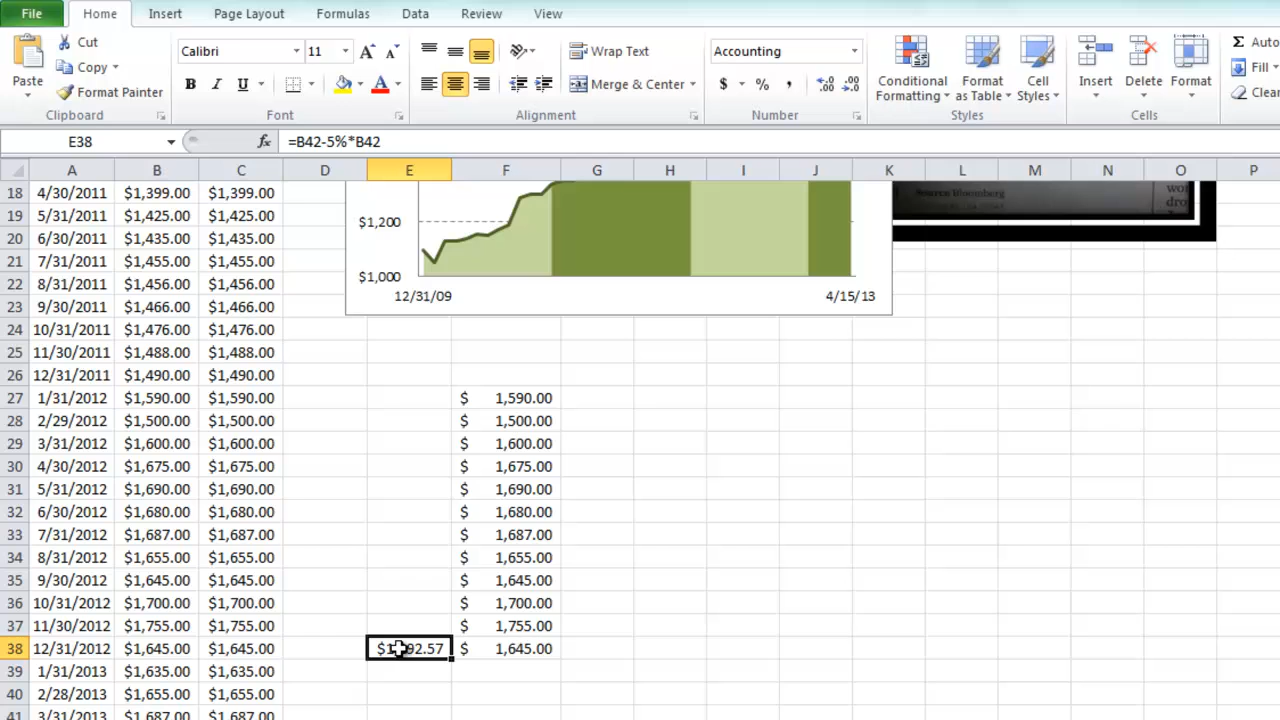 File Home Insert Page Layout Formulas Data Review View
Paste Cut Copy Format Painter Clipboard
Calibri 11 A A B I U A Font
Wrap Text Merge & Center Alignment
Accounting $ % , .0 .00 .00 .0 Number
Conditional Formatting Format as Table Cell Styles Styles
Insert Delete Format Cells
Σ Auto Fill Clear
E38 fx =B42-5%*B42
A B C D E F G H I J K L M N O P
18 4/30/2011 $1,399.00 $1,399.00
19 5/31/2011 $1,425.00 $1,425.00
20 6/30/2011 $1,435.00 $1,435.00
21 7/31/2011 $1,455.00 $1,455.00
22 8/31/2011 $1,456.00 $1,456.00
23 9/30/2011 $1,466.00 $1,466.00
24 10/31/2011 $1,476.00 $1,476.00
25 11/30/2011 $1,488.00 $1,488.00
26 12/31/2011 $1,490.00 $1,490.00
27 1/31/2012 $1,590.00 $1,590.00 $ 1,590.00
28 2/29/2012 $1,500.00 $1,500.00 $ 1,500.00
29 3/31/2012 $1,600.00 $1,600.00 $ 1,600.00
30 4/30/2012 $1,675.00 $1,675.00 $ 1,675.00
31 5/31/2012 $1,690.00 $1,690.00 $ 1,690.00
32 6/30/2012 $1,680.00 $1,680.00 $ 1,680.00
33 7/31/2012 $1,687.00 $1,687.00 $ 1,687.00
34 8/31/2012 $1,655.00 $1,655.00 $ 1,655.00
35 9/30/2012 $1,645.00 $1,645.00 $ 1,645.00
36 10/31/2012 $1,700.00 $1,700.00 $ 1,700.00
37 11/30/2012 $1,755.00 $1,755.00 $ 1,755.00
38 12/31/2012 $1,645.00 $1,645.00 $ 1,645.00
39 1/31/2013 $1,635.00 $1,635.00
40 2/28/2013 $1,655.00 $1,655.00
41 3/31/2013 $1,687.00 $1,687.00
$1,200
$1,000
12/31/09 4/15/13
Source Bloomberg